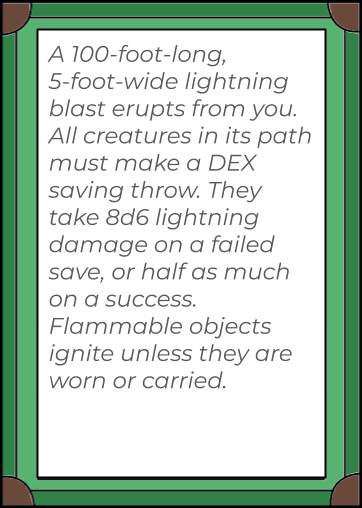 A 100-foot-long,
5-foot-wide lightning
blast erupts from you.
All creatures in its path
must make a DEX
saving throw. They
take 8d6 lightning
damage on a failed
save, or half as much
on a success.
Flammable objects
ignite unless they are
worn or carried.